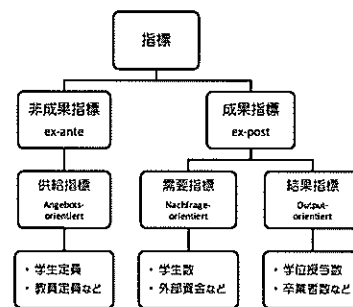 指標
非成果指標
ex-ante
成果指標
ex-post
供給指標
Angebots-
orientiert
需要指標
Nachfrage-
orientiert
結果指標
Output-
orientiert
・学生定員
・教員定員など
・学生数
・外部資金など
・学位授与数
・卒業者数など